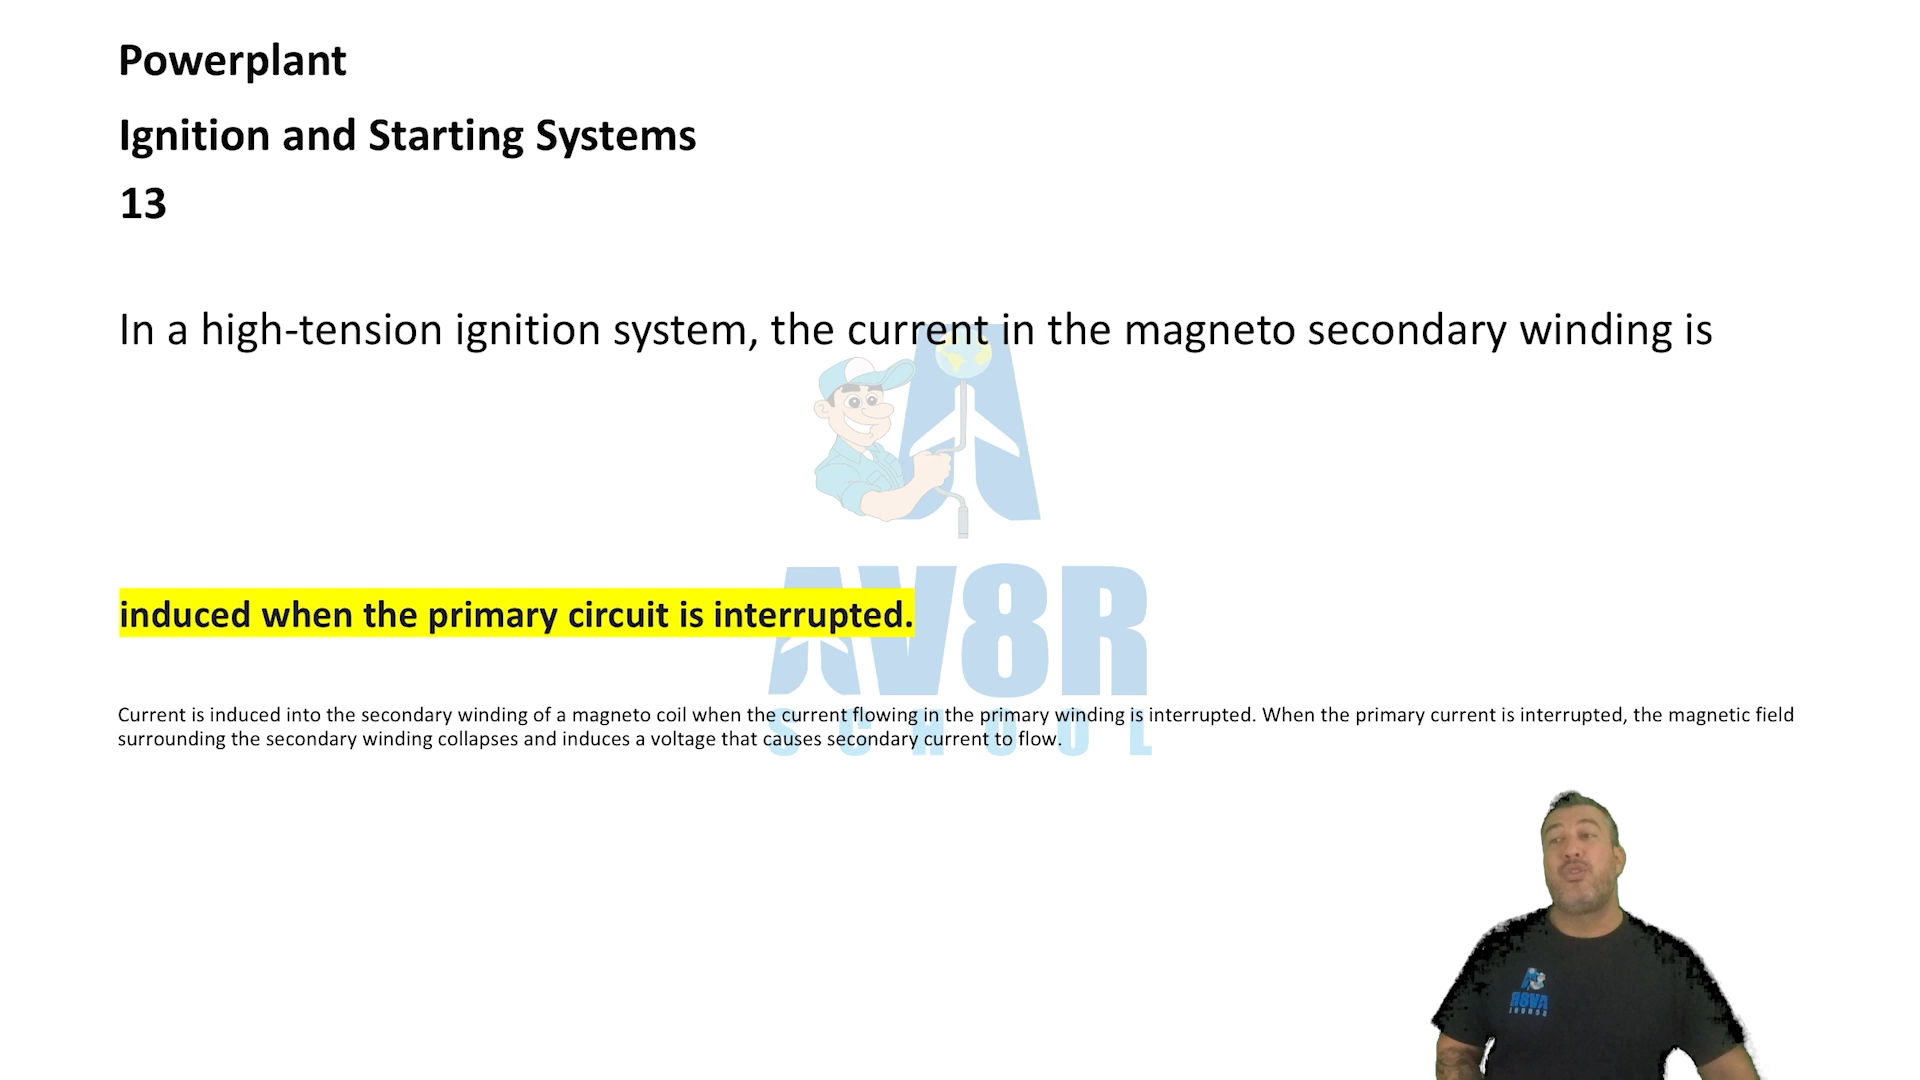 Powerplant
Ignition and Starting Systems
13
In a high-tension ignition system, the current in the magneto secondary winding is
induced when the primary circuit is interrupted.
AV8R
SCHOOL
Current is induced into the secondary winding of a magneto coil when the current flowing in the primary winding is interrupted. When the primary current is interrupted, the magnetic field
surrounding the secondary winding collapses and induces a voltage that causes secondary current to flow.